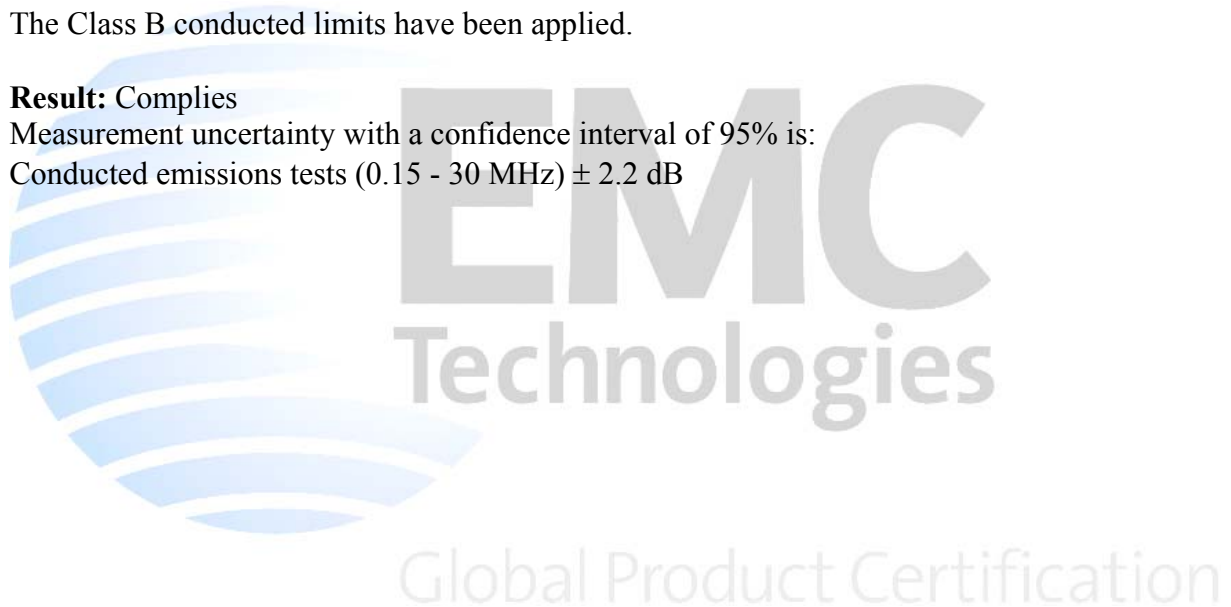 The Class B conducted limits have been applied.
Result: Complies
Measurement uncertainty with a confidence interval of 95% is:
Conducted emissions tests (0.15 - 30 MHz) ± 2.2 dB
EMC
Technologies
Global Product Certification